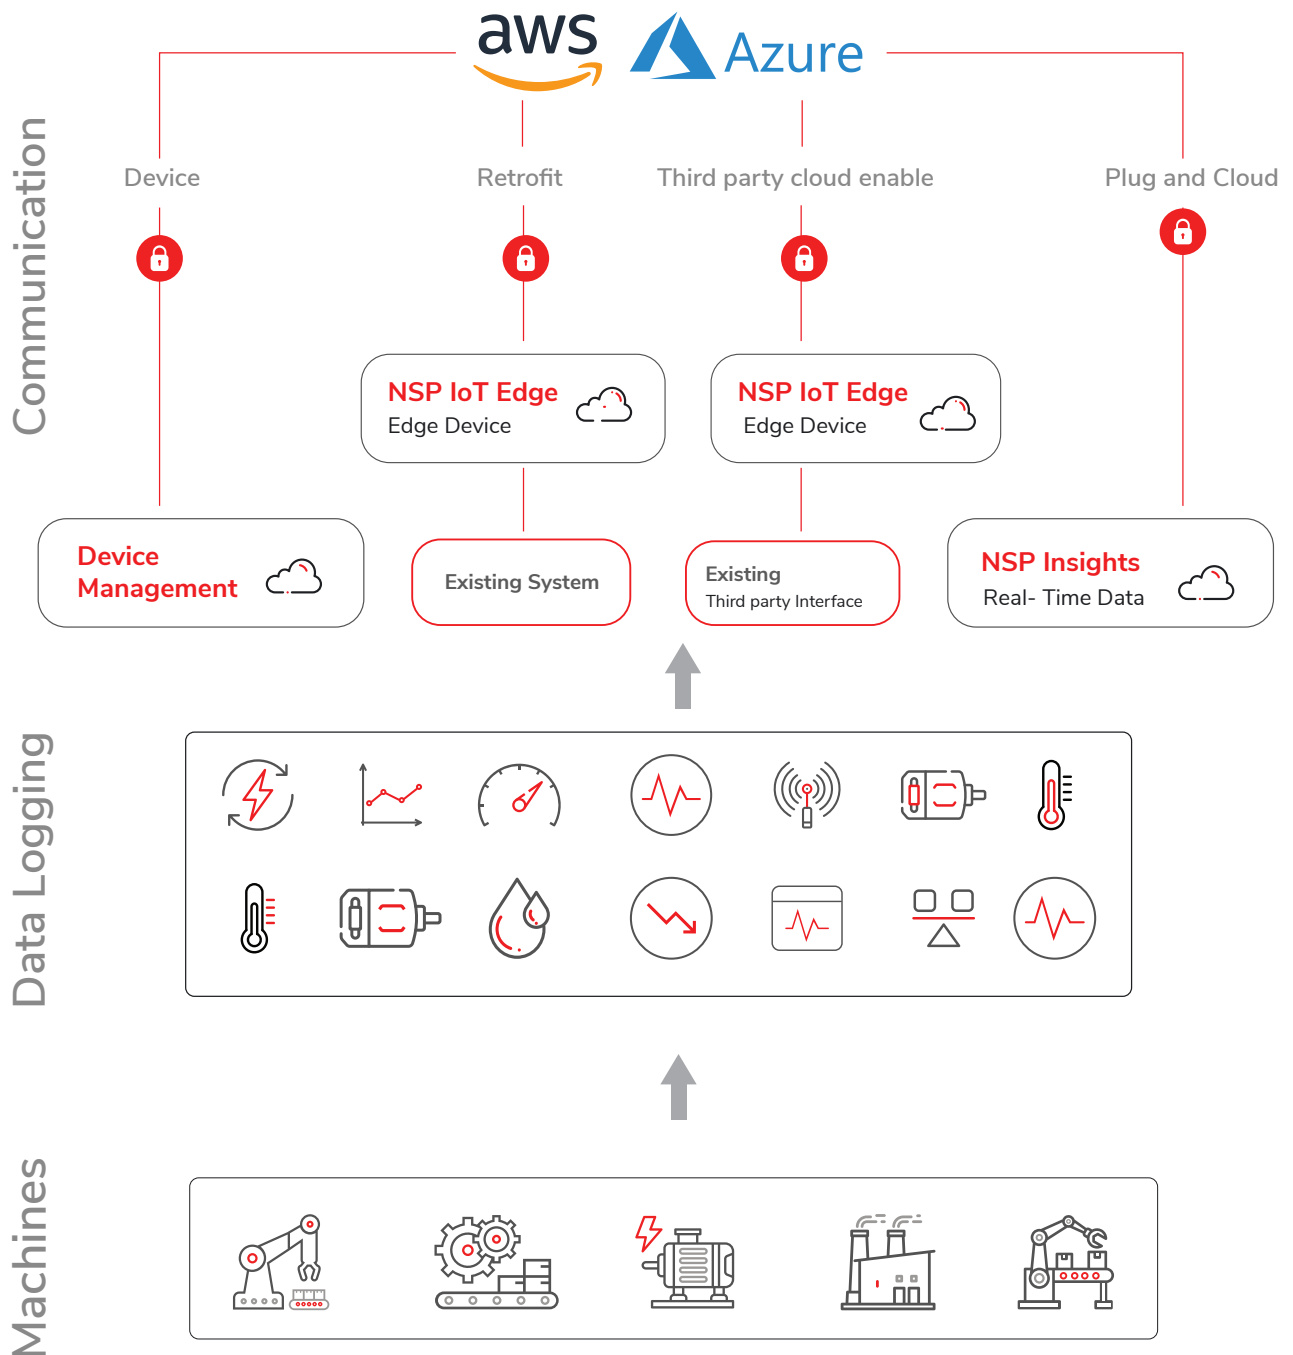 aws
Azure
Communication
Device
Retrofit
Third party cloud enable
Plug and Cloud
NSP IoT Edge
Edge Device
NSP IoT Edge
Edge Device
Device
Management
Existing System
Existing
Third party Interface
NSP Insights
Real- Time Data
Data Logging
Machines